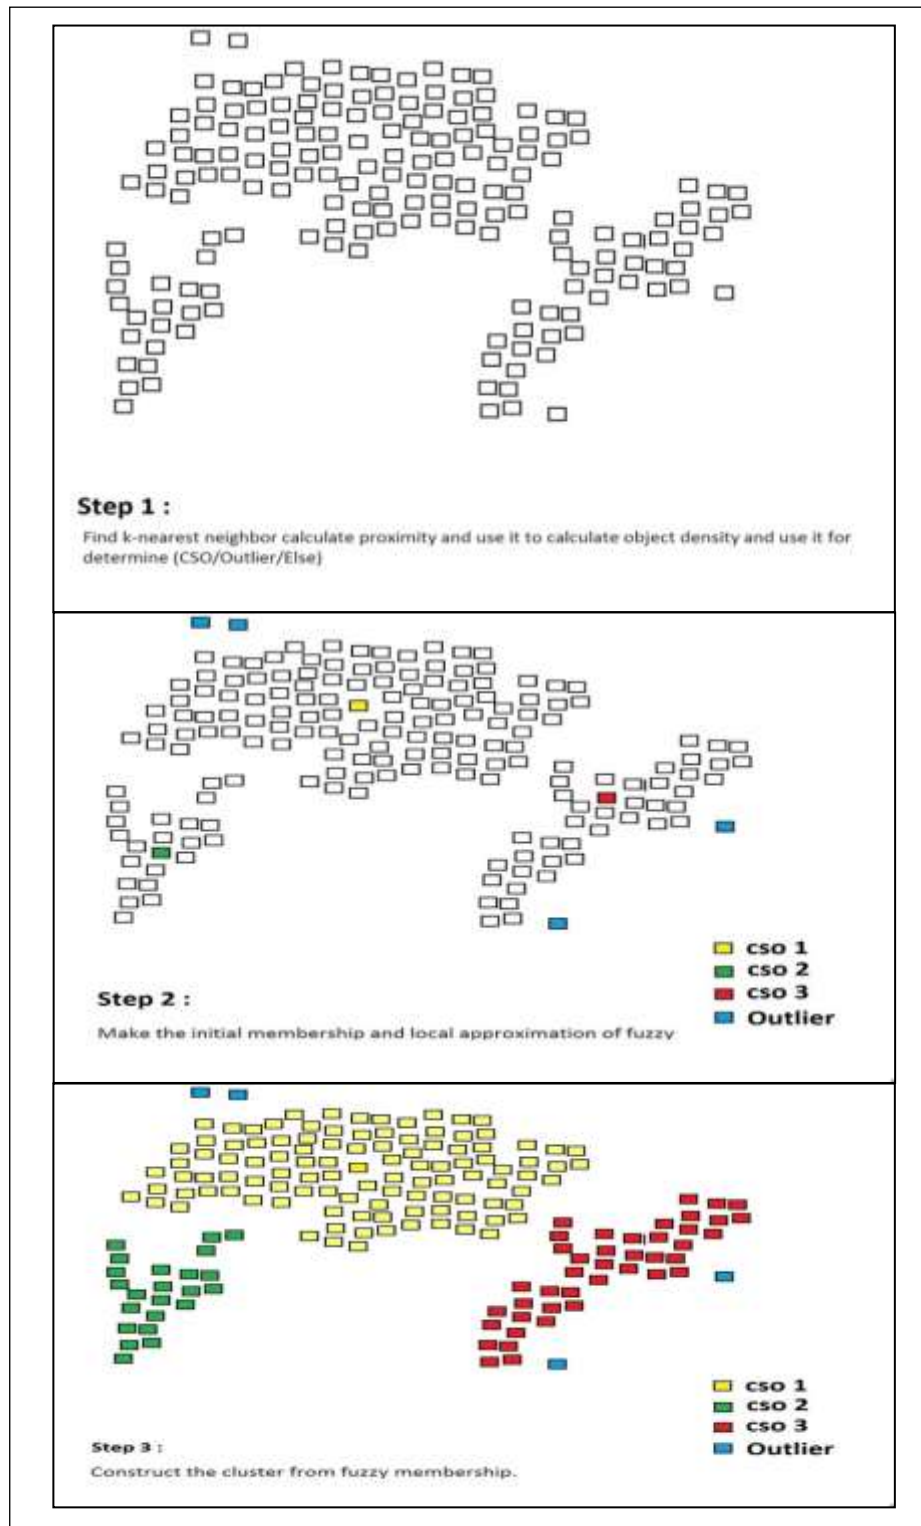 Step 1 :
Find k-nearest neighbor calculate proximity and use it to calculate object density and use it for
determine (CSO/Outlier/Else)
cso 1
cso 2
cso 3
Outlier
Step 2 :
Make the initial membership and local approximation of fuzzy
cso 1
cso 2
cso 3
Outlier
Step 3 :
Construct the cluster from fuzzy membership.